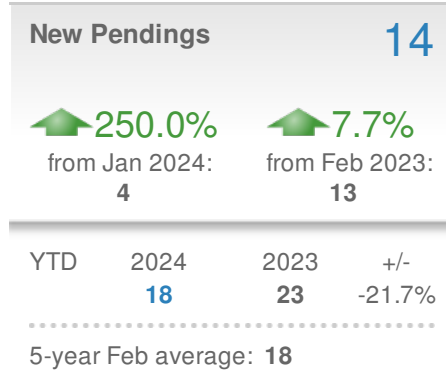 New Pendings 14
250.0% 7.7%
from Jan 2024: from Feb 2023:
4 13
YTD 2024 2023 +/-
18 23 -21.7%
5-year Feb average: 18